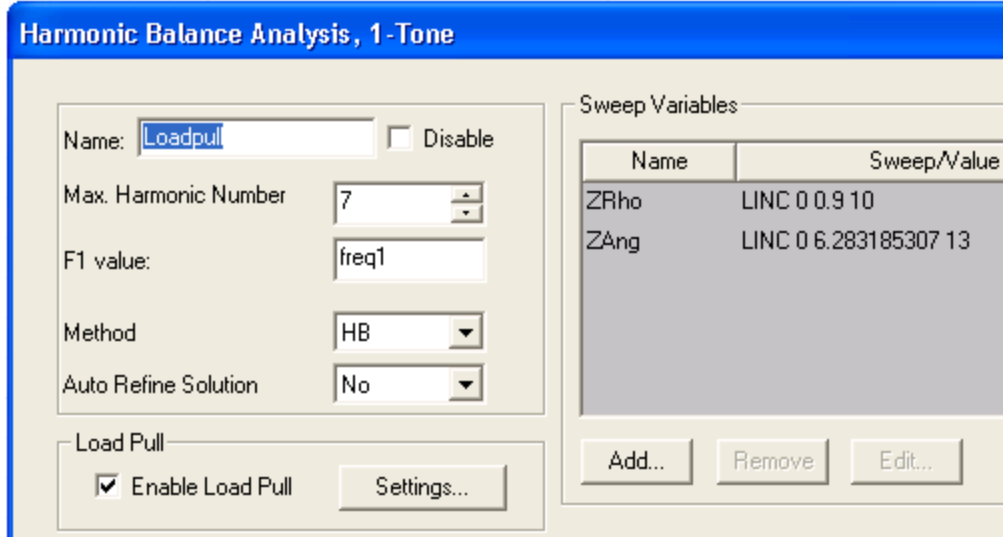 Harmonic Balance Analysis, 1-Tone
Name: Loadpull Disable
Max. Harmonic Number 7
F1 value: freq1
Method HB
Auto Refine Solution No
Load Pull
Enable Load Pull Settings...
Sweep Variables
Name Sweep/Value
ZRho LINC 0 0.9 10
ZAng LINC 0 6.283185307 13
Add... Remove Edit...